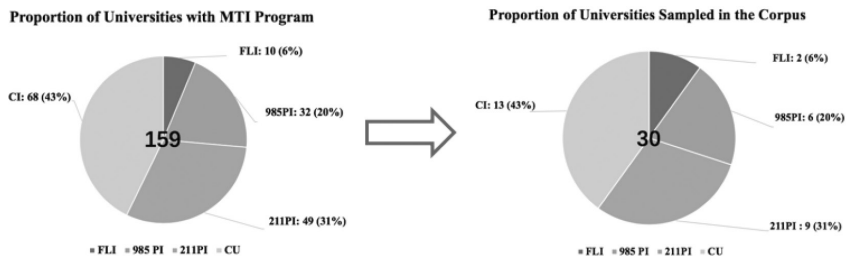 Proportion of Universities with MTI Program
FLI: 10 (6%)
CI: 68 (43%)
985PI: 32 (20%)
159
211PI: 49 (31%)
FLI 985 PI 211PI CU
Proportion of Universities Sampled in the Corpus
FLI: 2 (6%)
CI: 13 (43%)
985PI: 6 (20%)
30
211PI : 9 (31%)
FLI 985 PI 211PI CU